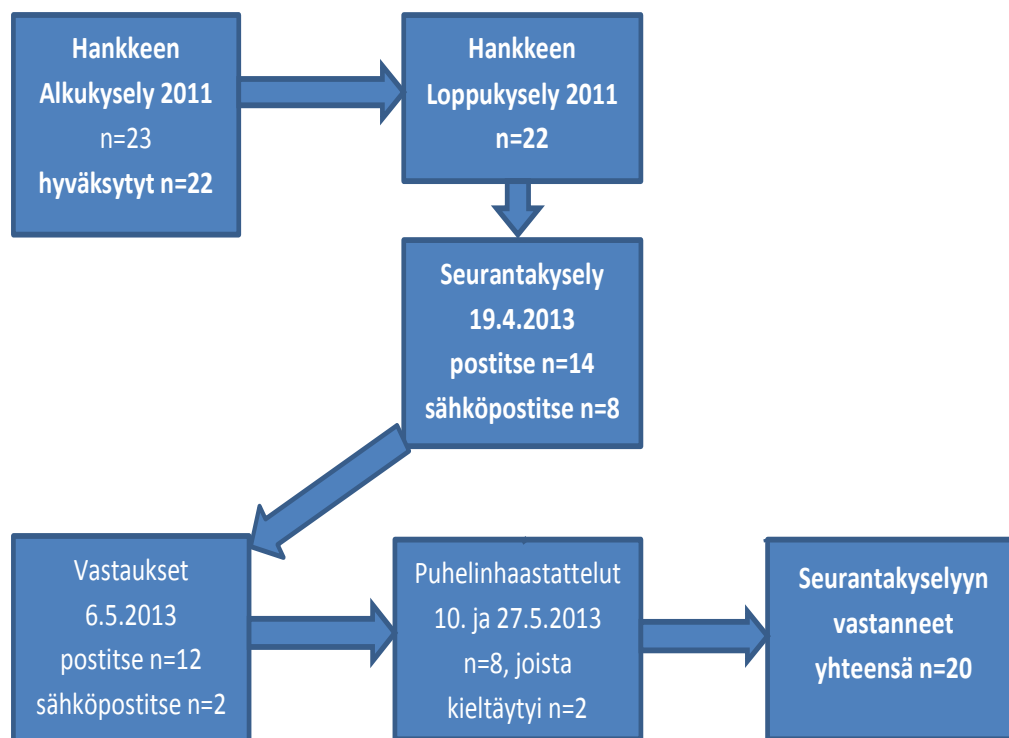 Hankkeen
Alkukysely 2011
n=23
hyväksytyt n=22
Hankkeen
Loppukysely 2011
n=22
Seurantakysely
19.4.2013
postitse n=14
sähköpostitse n=8
Vastaukset
6.5.2013
postitse n=12
sähköpostitse n=2
Puhelinhaastattelut
10. ja 27.5.2013
n=8, joista
kieltäytyi n=2
Seurantakyselyyn
vastanneet
yhteensä n=20